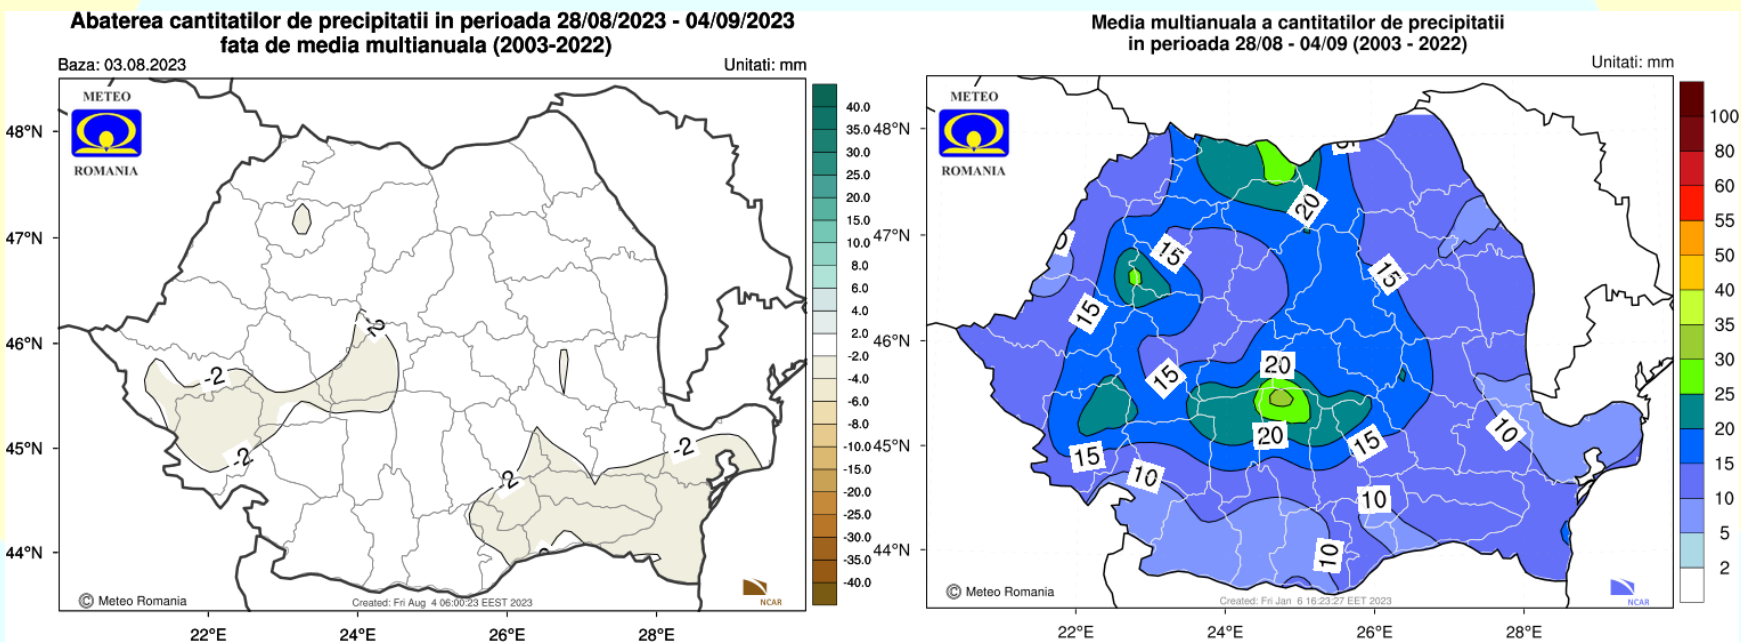 Abaterea cantitatilor de precipitatii in perioada 28/08/2023 - 04/09/2023
fata de media multianuala (2003-2022)
Baza: 03.08.2023
Unitati: mm
METEO
ROMANIA
48°N
47°N
46°N
45°N
44°N
-2
-2
-2
-2
-2
40.0
35.0
30.0
25.0
20.0
15.0
10.0
8.0
6.0
4.0
2.0
-2.0
-4.0
-6.0
-8.0
-10.0
-15.0
-20.0
-25.0
-30.0
-35.0
-40.0
© Meteo Romania
Created: Fri Aug 4 06:00:23 EEST 2023
NCAR
22°E
24°E
26°E
28°E
Media multianuala a cantitatilor de precipitatii
in perioada 28/08 - 04/09 (2003 - 2022)
Unitati: mm
METEO
ROMANIA
48°N
47°N
46°N
45°N
44°N
20
15
15
15
15
20
20
15
15
10
10
10
10
100
80
60
55
50
40
35
30
25
20
15
10
5
2
© Meteo Romania
Created: Fri Jan 6 16:23:27 EET 2023
NCAR
22°E
24°E
26°E
28°E